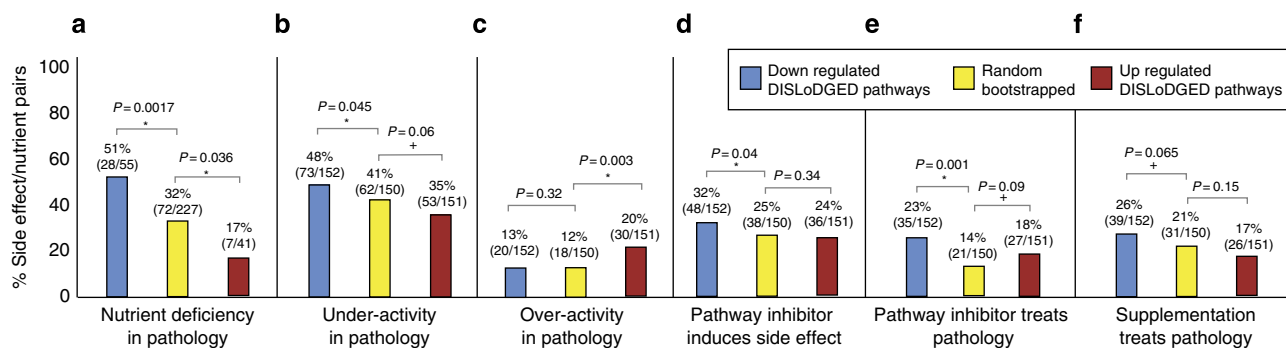 a
b
c
d
e
f
% Side effect/nutrient pairs
100
80
60
40
20
0
Down regulated
DISLoDGED pathways
Random
bootstrapped
Up regulated
DISLoDGED pathways
P = 0.0017
*
51%
(28/55)
P = 0.036
*
32%
(72/227)
17%
(7/41)
Nutrient deficiency
in pathology
P = 0.045
*
P = 0.06
+
48%
(73/152)
41%
(62/150)
35%
(53/151)
Under-activity
in pathology
P = 0.003
*
P = 0.32
13%
(20/152)
12%
(18/150)
20%
(30/151)
Over-activity
in pathology
P = 0.04
*
P = 0.34
32%
(48/152)
25%
(38/150)
24%
(36/151)
Pathway inhibitor
induces side effect
P = 0.001
*
P = 0.09
+
23%
(35/152)
14%
(21/150)
18%
(27/151)
Pathway inhibitor treats
pathology
P = 0.065
+
P = 0.15
26%
(39/152)
21%
(31/150)
17%
(26/151)
Supplementation
treats pathology